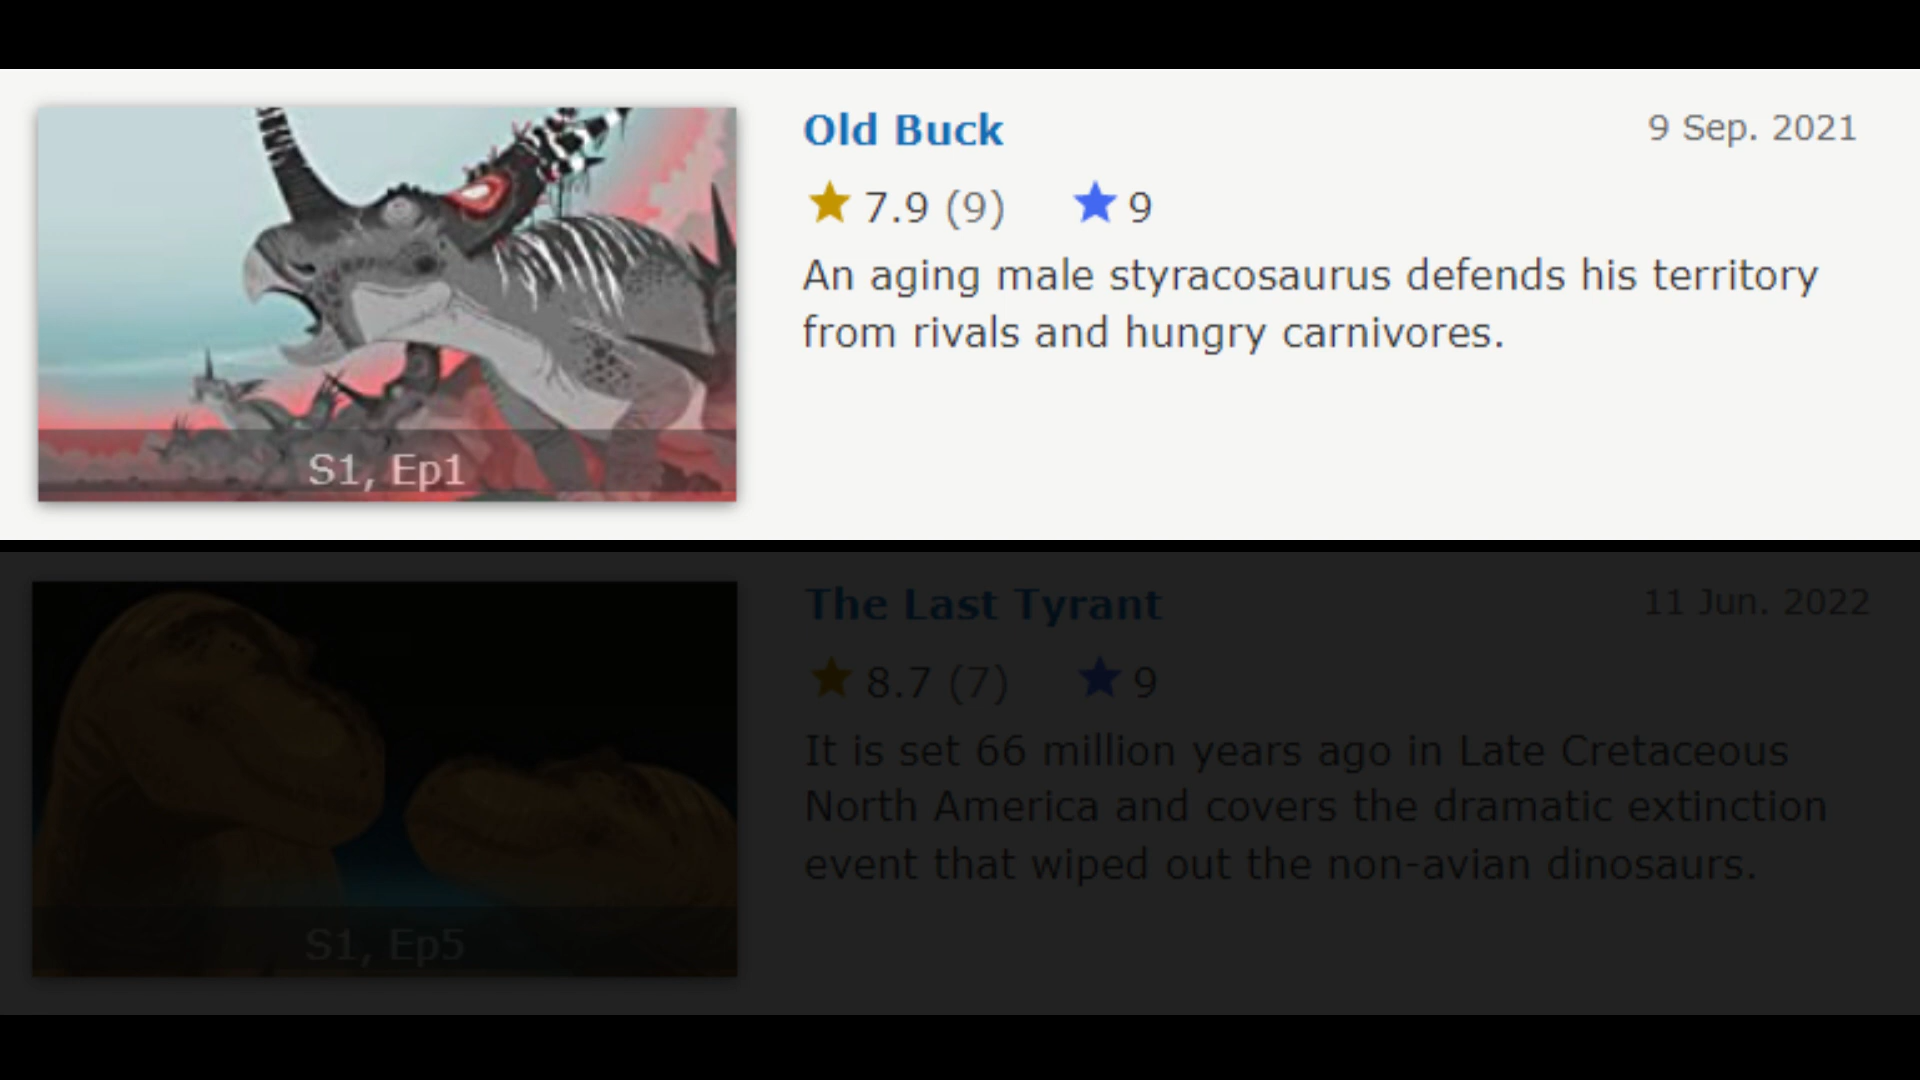 Old Buck
9 Sep. 2021
7.9 (9) 9
An aging male styracosaurus defends his territory
from rivals and hungry carnivores.
S1, Ep1
The Last Tyrant
11 Jun. 2022
8.7 (7) 9
It is set 66 million years ago in Late Cretaceous
North America and covers the dramatic extinction
event that wiped out the non-avian dinosaurs.
S1, Ep5